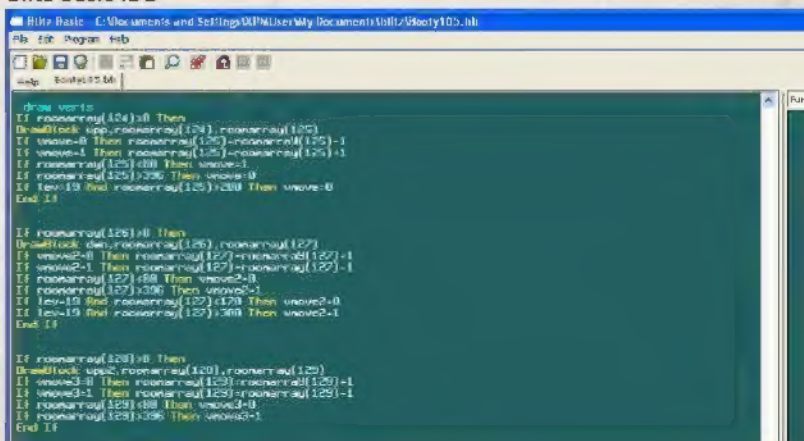 Blitz Basic - C:\Documents and Settings\XPMUser\My Documents\blitz\Booty105.bb
File Edit Program Help
Help Booty105.bb
Fun
draw verts
If roomarray(124)>0 Then
DrawBlock upp,roomarray(124),roomarray(125)
If vmove=0 Then roomarray(125)=roomarray(125)-1
If vmove=1 Then roomarray(125)=roomarray(125)+1
If roomarray(125)<80 Then vmove=1
If roomarray(125)>396 Then vmove=0
If lev=19 And roomarray(125)>280 Then vmove=0
End If
If roomarray(126)>0 Then
DrawBlock dwn,roomarray(126),roomarray(127)
If vmove2=0 Then roomarray(127)=roomarray(127)+1
If vmove2=1 Then roomarray(127)=roomarray(127)-1
If roomarray(127)<80 Then vmove2=0
If roomarray(127)>396 Then vmove2=1
If lev=19 And roomarray(127)<170 Then vmove2=0
If lev=19 And roomarray(127)>300 Then vmove2=1
End If
If roomarray(128)>0 Then
DrawBlock upp2,roomarray(128),roomarray(129)
If vmove3=0 Then roomarray(129)=roomarray(129)+1
If vmove3=1 Then roomarray(129)=roomarray(129)-1
If roomarray(129)<80 Then vmove3=0
If roomarray(129)>396 Then vmove3=1
End If